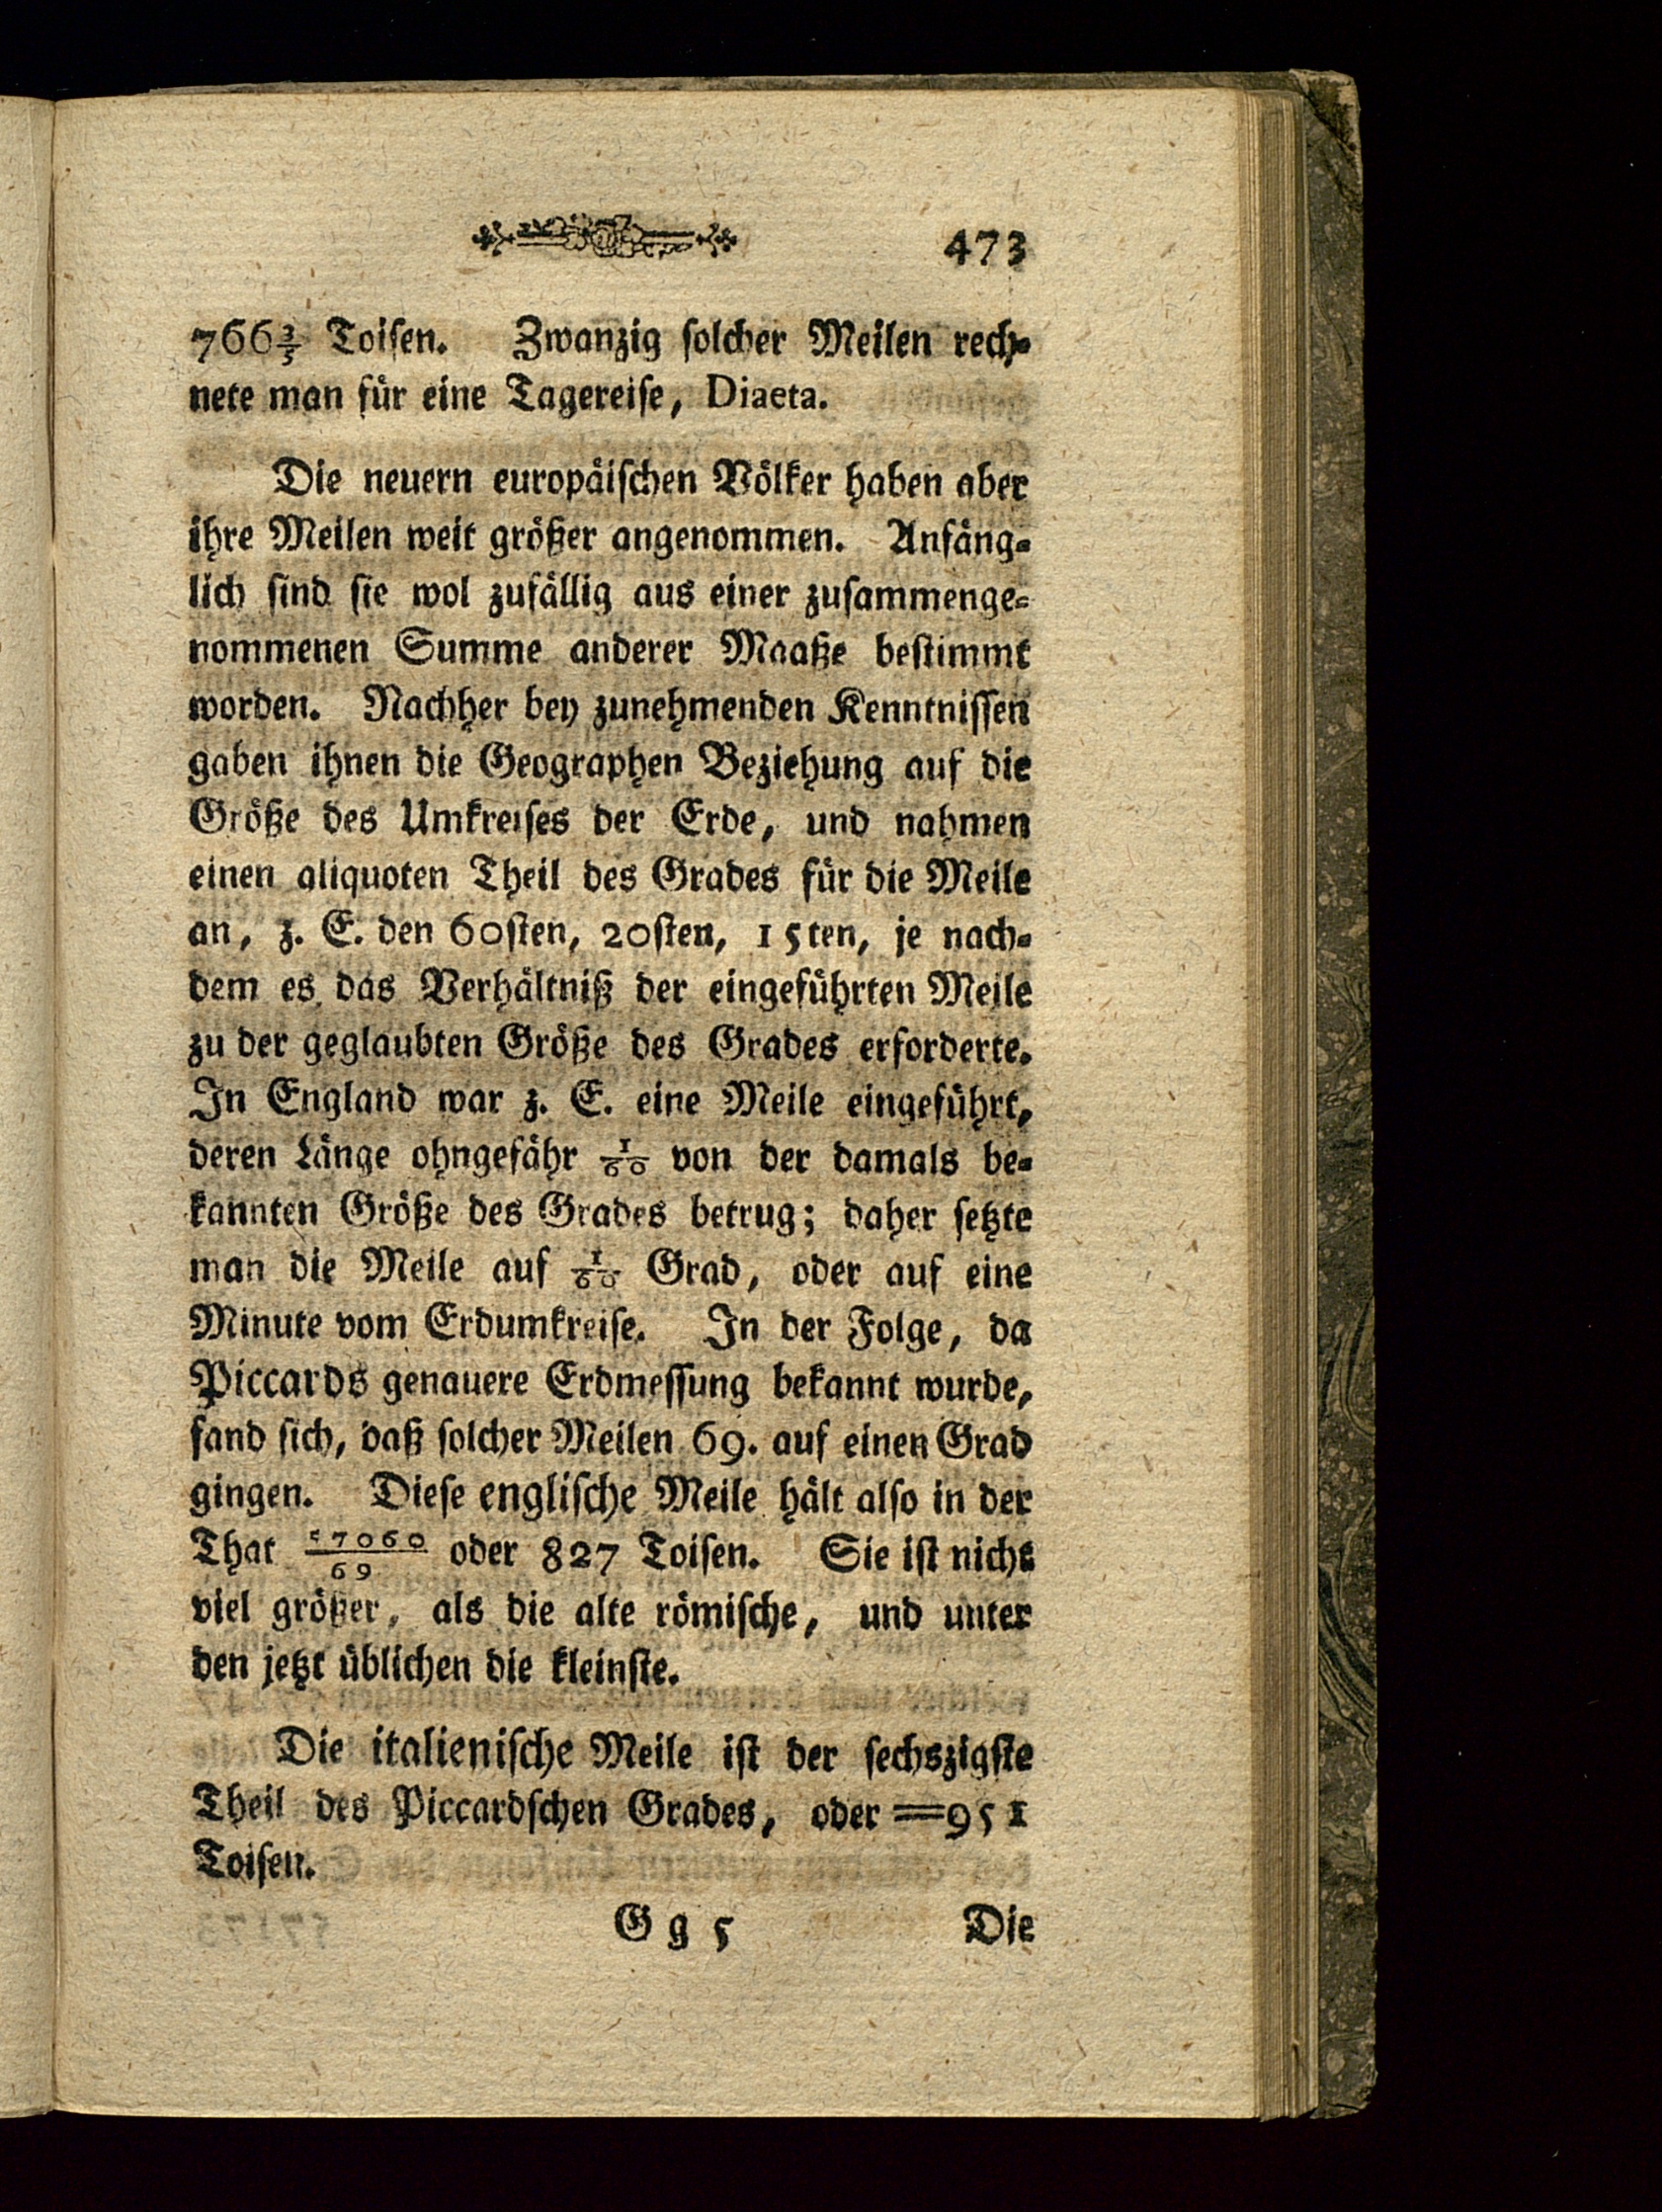 473
766⅗ Toisen. Zwanzig solcher Meilen rech-
nete man für eine Tagereise, Diaeta.
Die neuern europäischen Völker haben aber
ihre Meilen weit größer angenommen. Anfäng-
lich sind sie wol zufällig aus einer zusammenge-
nommenen Summe anderer Maaße bestimmt
worden. Nachher bey zunehmenden Kenntnissen
gaben ihnen die Geographen Beziehung auf die
Größe des Umkreises der Erde, und nahmen
einen aliquoten Theil des Grades für die Meile
an, z. E. den 60sten, 20sten, 15ten, je nach-
dem es das Verhältniß der eingeführten Meile
zu der geglaubten Größe des Grades erforderte.
In England war z. E. eine Meile eingeführt,
deren Länge ohngefähr 1/60 von der damals be-
kannten Größe des Grades betrug; daher setzte
man die Meile auf 1/60 Grad, oder auf eine
Minute vom Erdumkreise. In der Folge, da
Piccards genauere Erdmessung bekannt wurde,
fand sich, daß solcher Meilen 69. auf einen Grad
gingen. Diese englische Meile hält also in der
That 57060/69 oder 827 Toisen. Sie ist nicht
viel größer, als die alte römische, und unter
den jetzt üblichen die kleinste.
Die italienische Meile ist der sechszigste
Theil des Piccardschen Grades, oder =951
Toisen.
Gg 5 Die